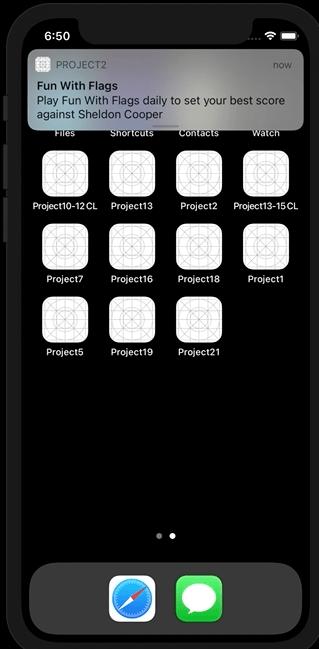 6:50
PROJECT2 now
Fun With Flags
Play Fun With Flags daily to set your best score
against Sheldon Cooper
Files Shortcuts Contacts Watch
Project10-12 CL Project13 Project2 Project13-15 CL
Project7 Project16 Project18 Project1
Project5 Project19 Project21